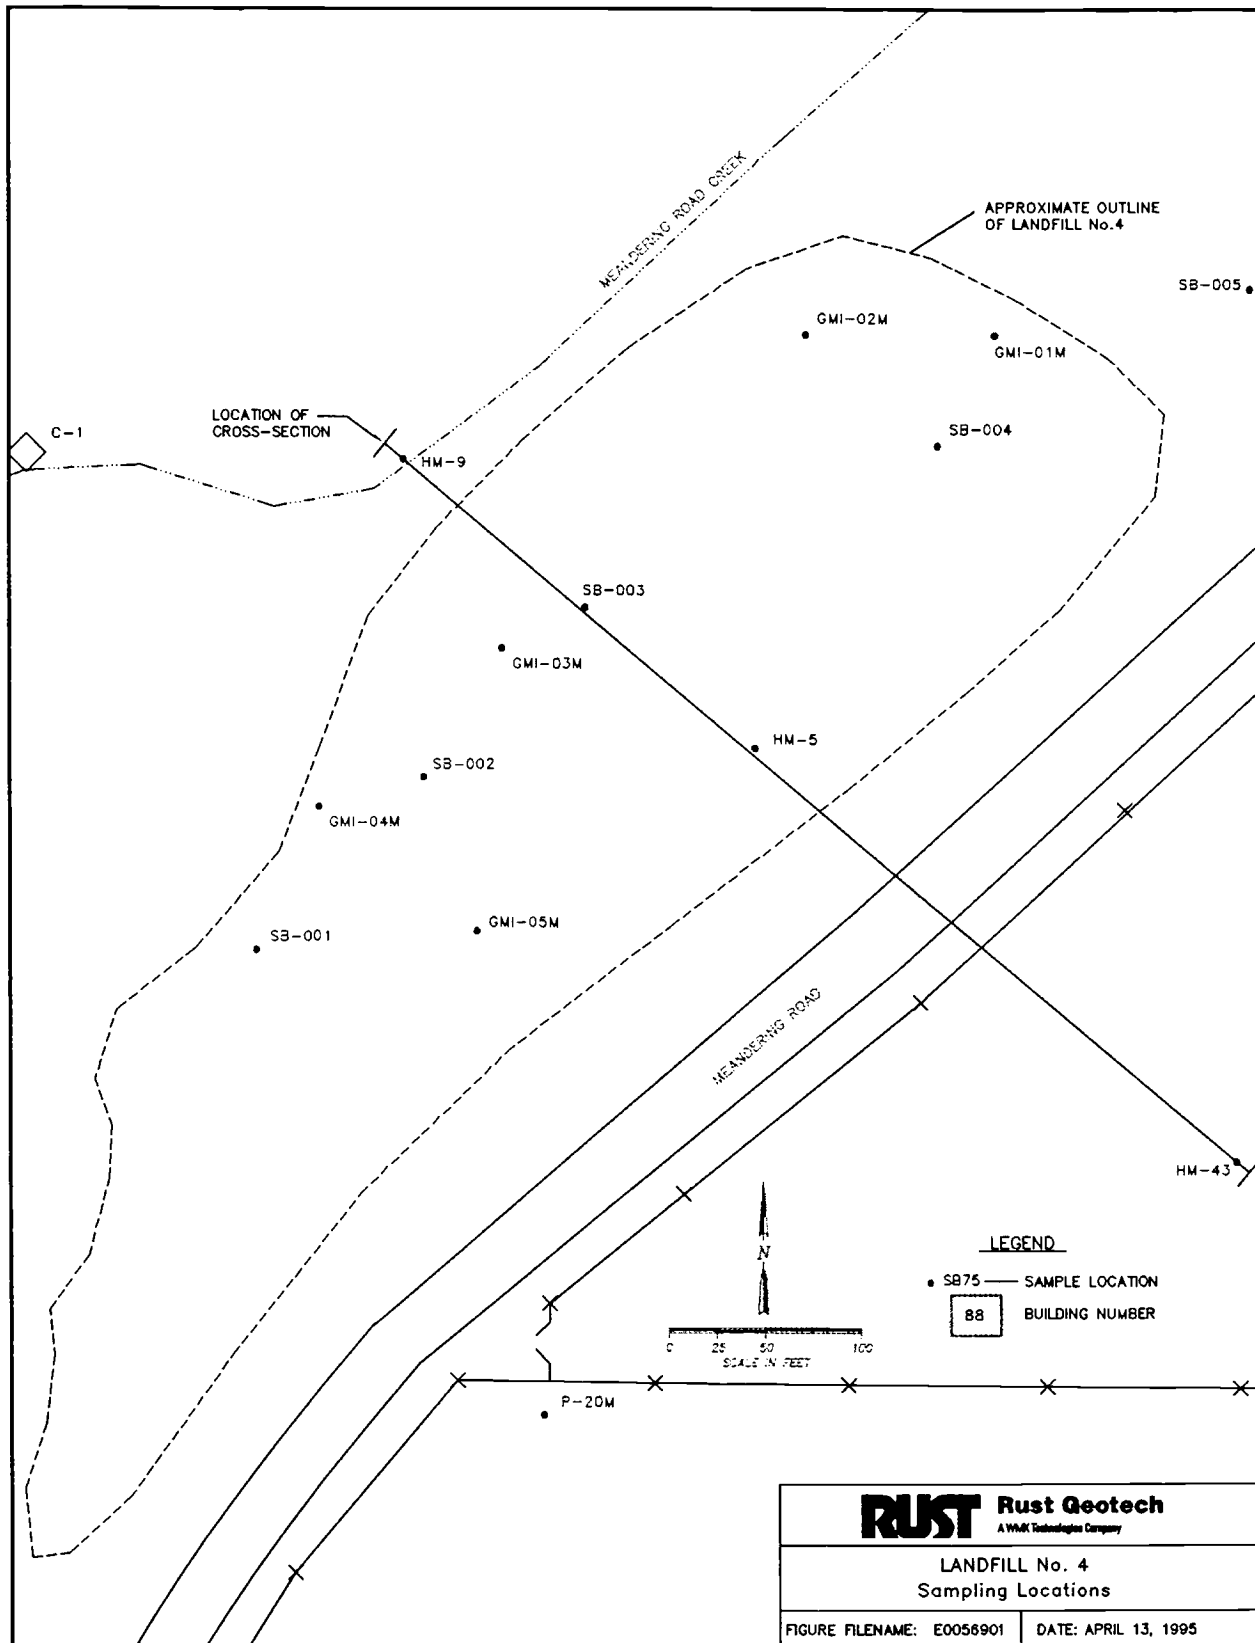 MEANDERING ROAD CREEK
APPROXIMATE OUTLINE
OF LANDFILL No.4
SB-005
GMI-02M
GMI-01M
LOCATION OF
CROSS-SECTION
C-1
SB-004
HM-9
SB-003
GMI-03M
HM-5
SB-002
GMI-04M
GMI-05M
SB-001
MEANDERING ROAD
HM-43
N
LEGEND
SB75 SAMPLE LOCATION
88 BUILDING NUMBER
0 25 50 100
SCALE IN FEET
P-20M
RUST Rust Geotech
A WMX Technologies Company
LANDFILL No. 4
Sampling Locations
FIGURE FILENAME: E0056901 DATE: APRIL 13, 1995